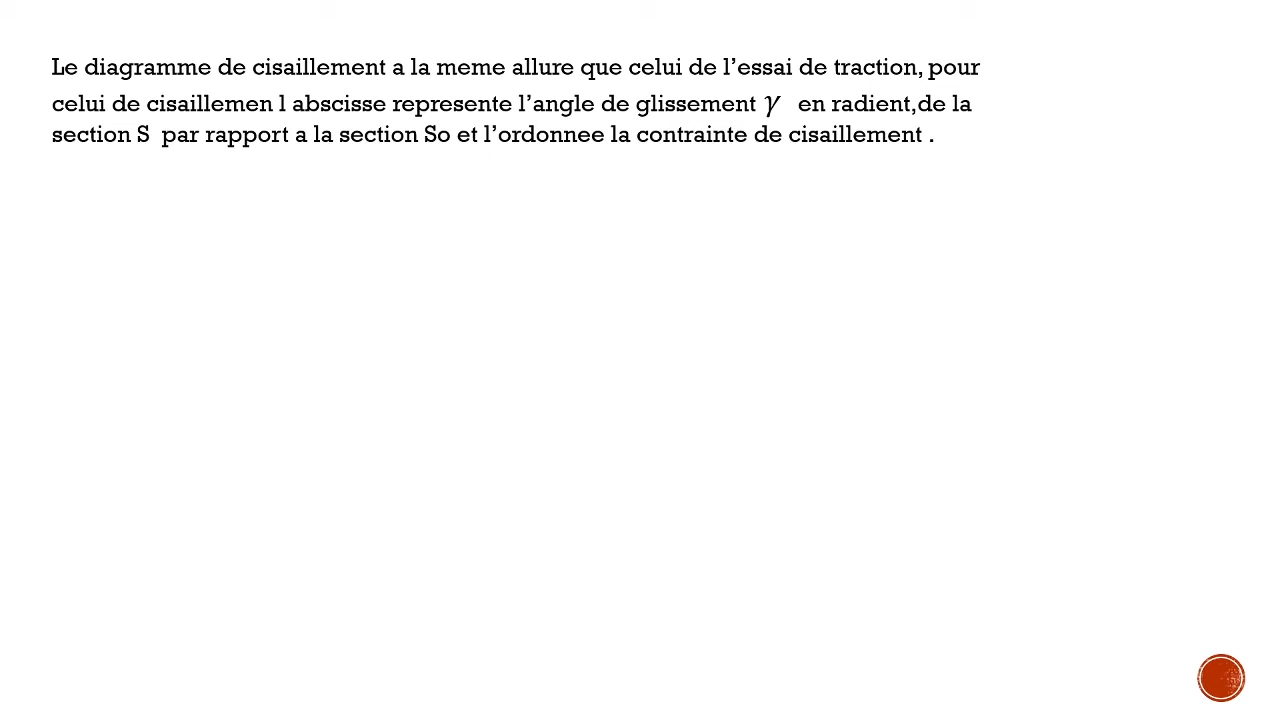 Le diagramme de cisaillement a la meme allure que celui de l'essai de traction, pour
celui de cisaillemen l abscisse represente l'angle de glissement γ en radient,de la
section S par rapport a la section So et l'ordonnee la contrainte de cisaillement .